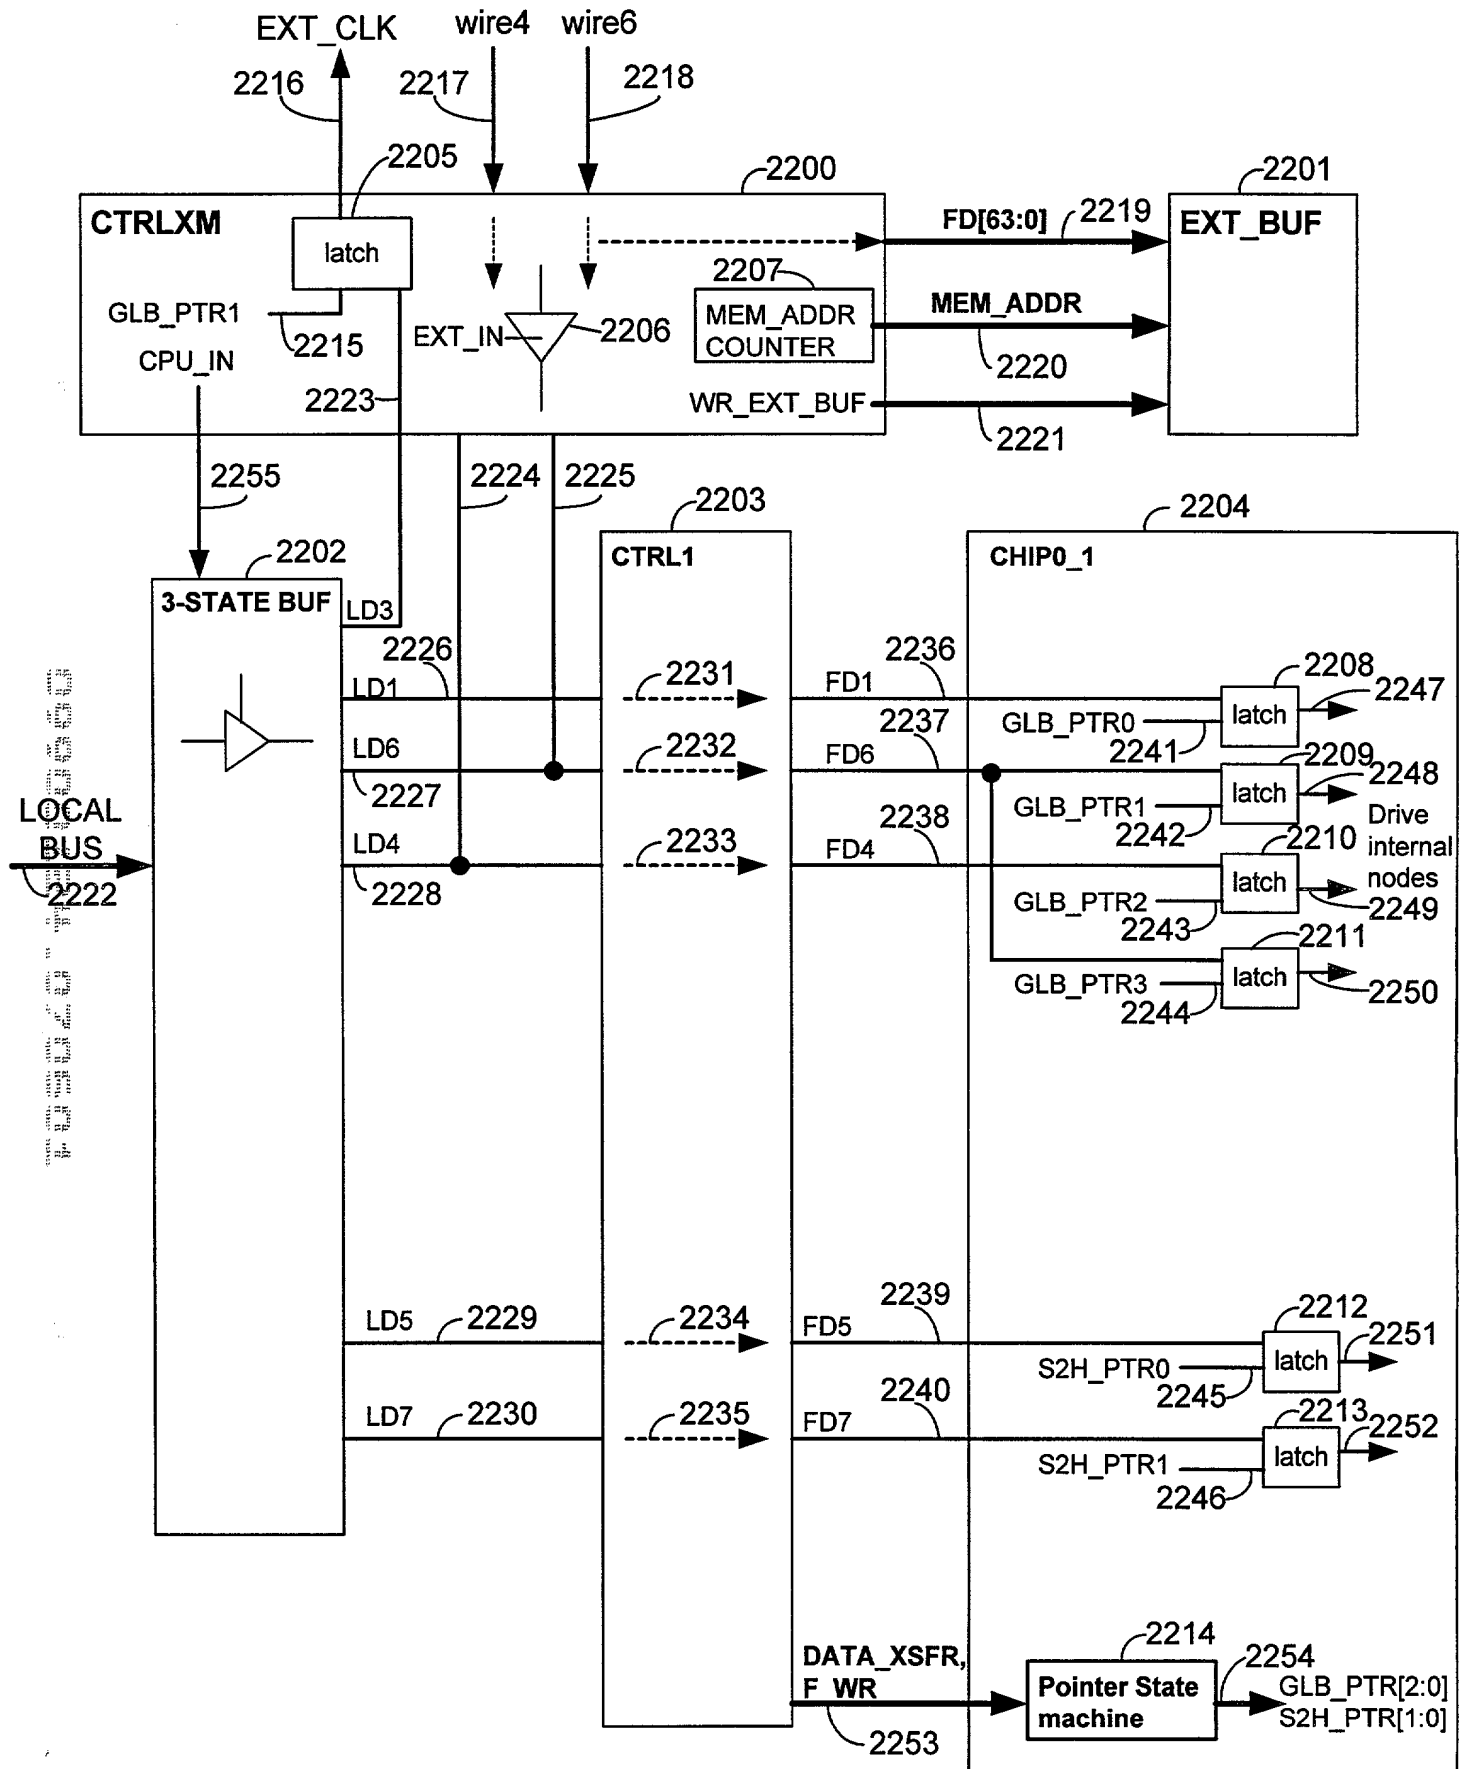 EXT_CLK
wire4
wire6
2216
2217
2218
2205
2200
2201
CTRLXM
latch
FD[63:0]
2219
EXT_BUF
2207
GLB_PTR1
2215
EXT_IN
2206
MEM_ADDR
COUNTER
MEM_ADDR
2220
CPU_IN
2223
WR_EXT_BUF
2221
2255
2224
2225
2203
2204
2202
CTRL1
CHIP0_1
3-STATE BUF
LD3
2226
2231
2236
2208
2247
LD1
FD1
latch
GLB_PTR0
2241
2237
2209
2248
LD6
2232
FD6
latch
2227
GLB_PTR1
2242
Drive
internal
nodes
LOCAL
BUS
2222
2238
2210
LD4
2233
FD4
latch
2228
GLB_PTR2
2243
2249
2211
latch
GLB_PTR3
2244
2250
2239
2212
2251
LD5
2229
2234
FD5
latch
S2H_PTR0
2245
2240
2213
2252
LD7
2230
2235
FD7
latch
S2H_PTR1
2246
DATA_XSFR,
F_WR
2253
2214
2254
Pointer State
machine
GLB_PTR[2:0]
S2H_PTR[1:0]